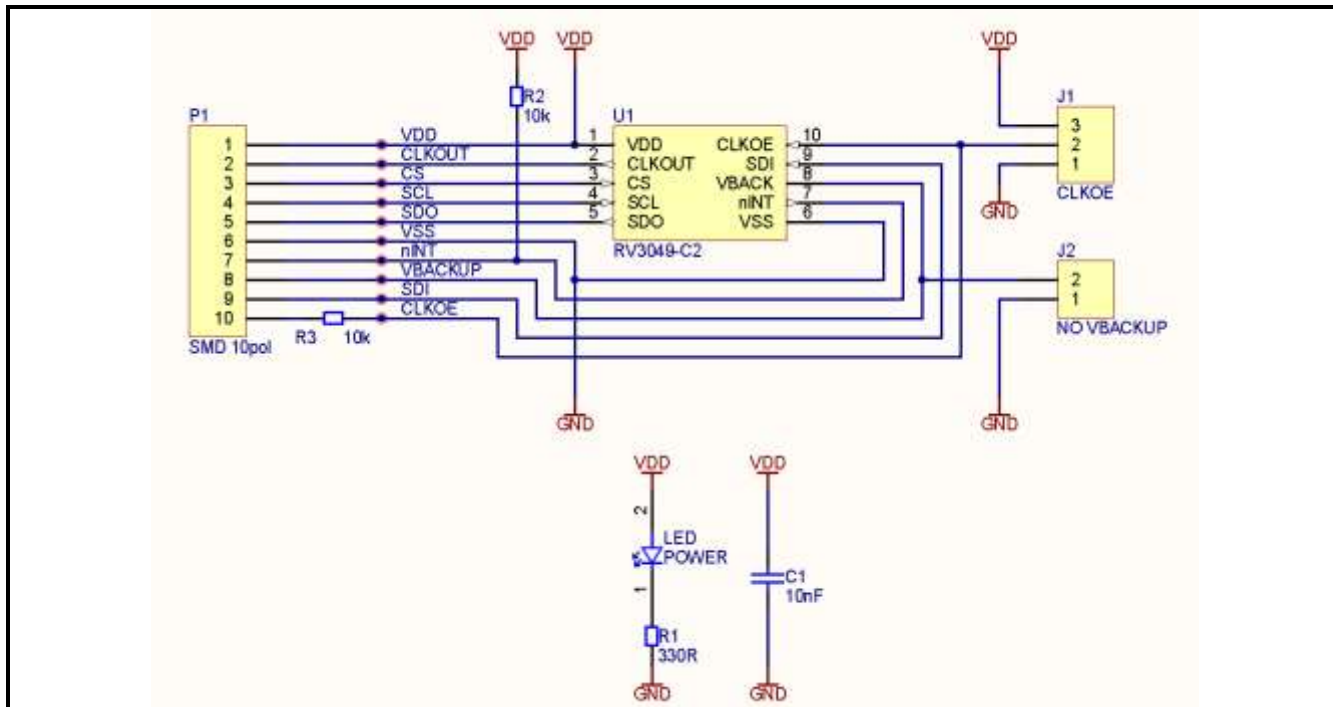 VDD VDD VDD
R2
10k
P1
U1
J1
1 VDD 1 VDD CLKOE 10 3
2 CLKOUT 2 CLKOUT SDI 9 2
3 CS 3 CS VBACK 8 1
4 SCL 4 SCL nINT 7 CLKOE
5 SDO 5 SDO VSS 6 GND
6 VSS
RV3049-C2
J2
7 nINT
8 VBACKUP 2
9 SDI 1
10 CLKOE
R3 10k
NO VBACKUP
SMD 10pol
GND GND
VDD VDD
2
LED
POWER
1
C1
10nF
R1
330R
GND GND